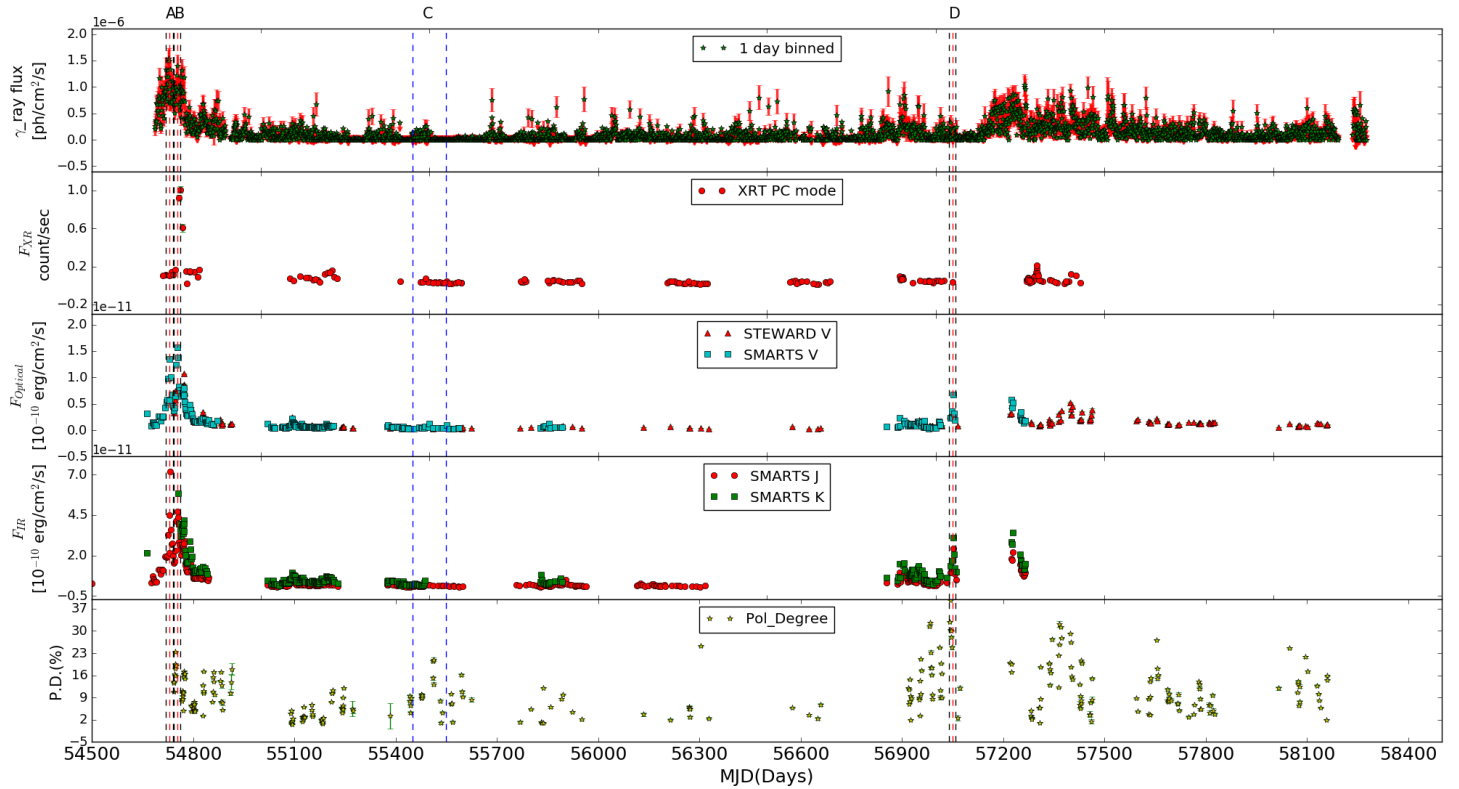 AB C D
1e−6
2.1
1.5
1.0
0.5
0.0
−0.5
γ_ray flux
[ph/cm²/s]
1 day binned
1.0
0.6
0.2
−0.2
F_XR
count/sec
XRT PC mode
1e−11
2.0
1.5
1.0
0.5
0.0
−0.5
F_Optical
[10⁻¹⁰ erg/cm²/s]
STEWARD V
SMARTS V
1e−11
7.0
4.5
2.0
−0.5
F_IR
[10⁻¹⁰ erg/cm²/s]
SMARTS J
SMARTS K
37
30
23
16
9
2
−5
P.D.(%)
Pol_Degree
54500 54800 55100 55400 55700 56000 56300 56600 56900 57200 57500 57800 58100 58400
MJD(Days)